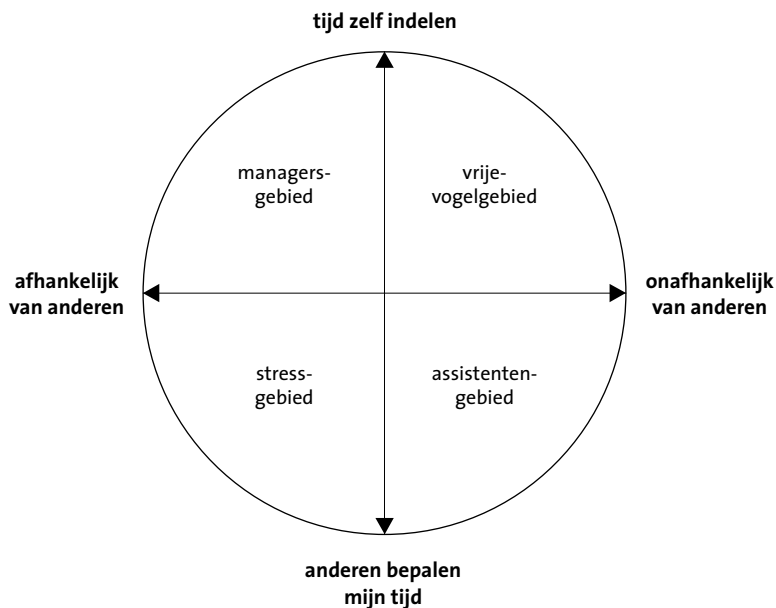 tijd zelf indelen
managers-
gebied
vrije-
vogelgebied
afhankelijk
van anderen
onafhankelijk
van anderen
stress-
gebied
assistenten-
gebied
anderen bepalen
mijn tijd